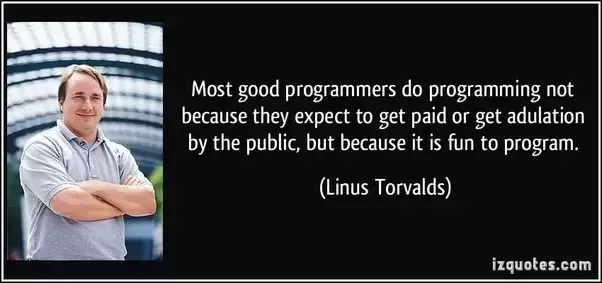 Most good programmers do programming not
because they expect to get paid or get adulation
by the public, but because it is fun to program.
(Linus Torvalds)
izquotes.com